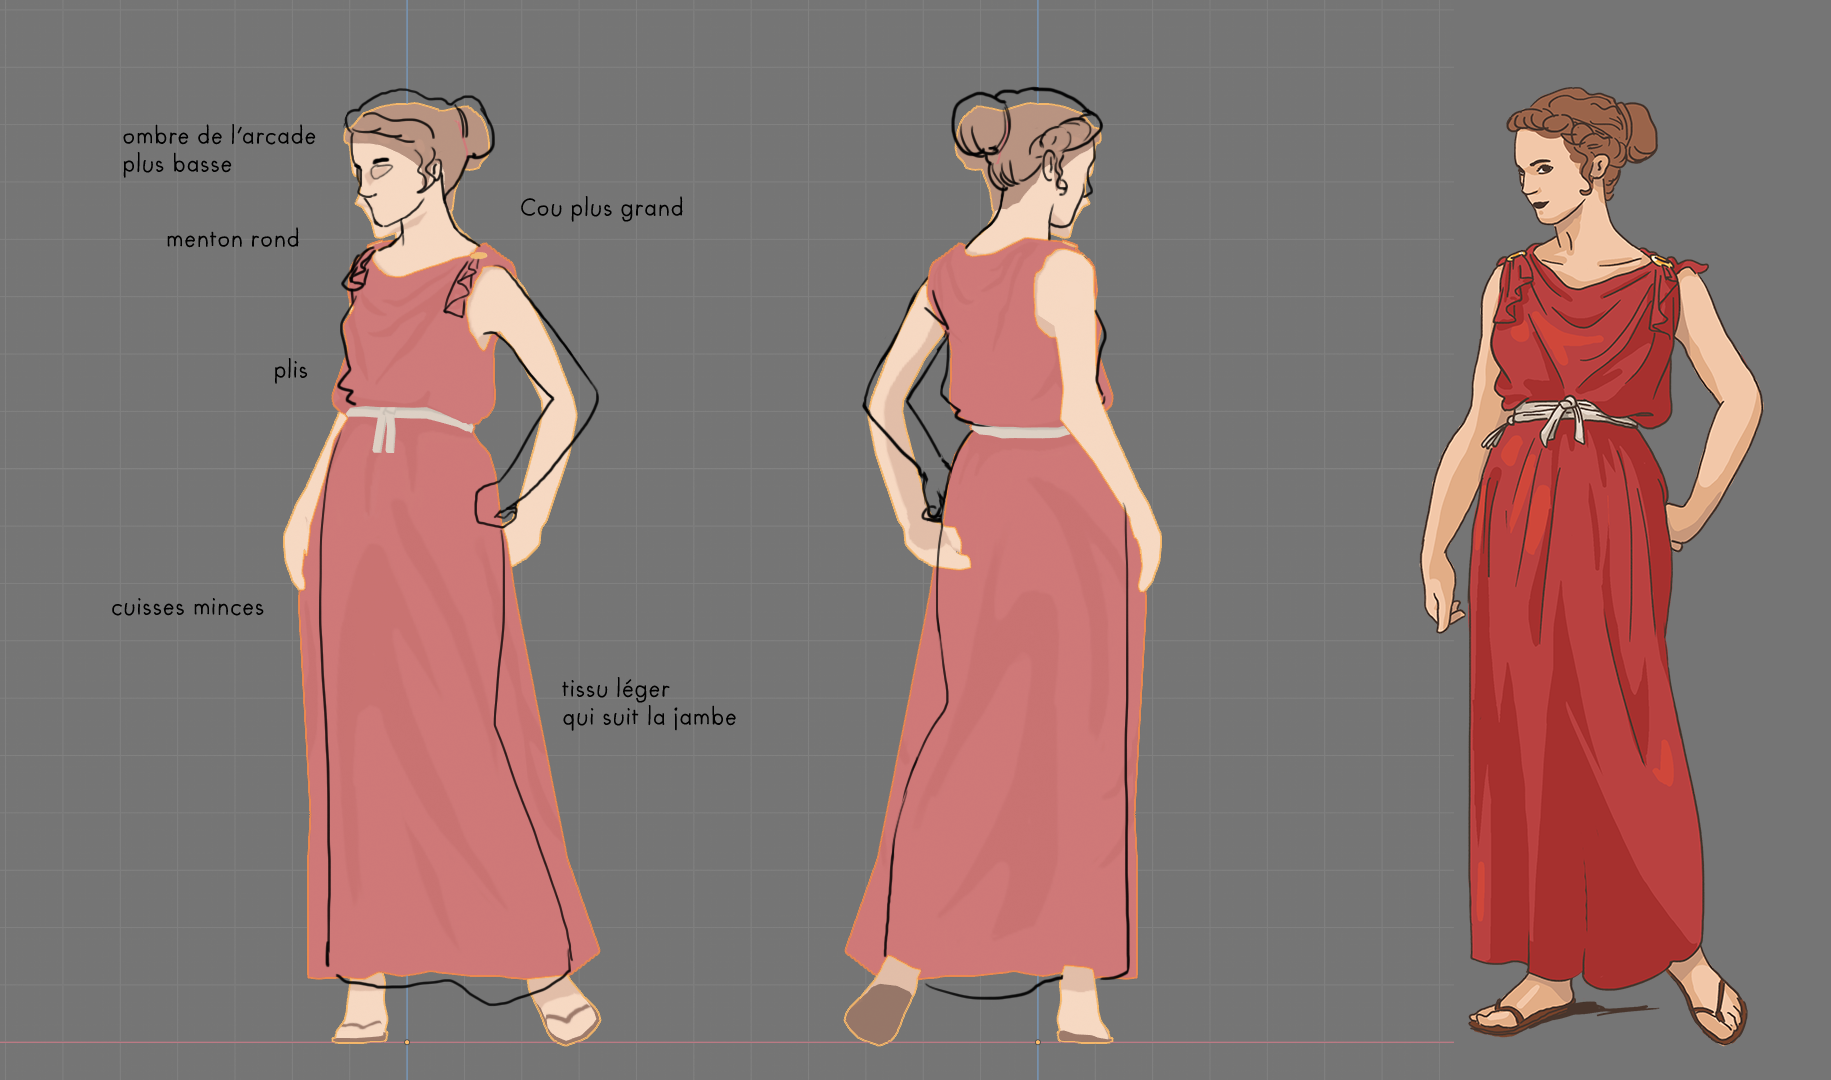 ombre de l'arcade
plus basse
Cou plus grand
menton rond
plis
cuisses minces
tissu léger
qui suit la jambe